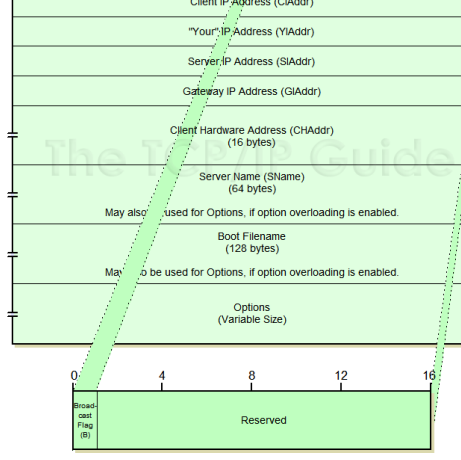 Client IP Address (CIAddr)
"Your" IP Address (YIAddr)
Server IP Address (SIAddr)
Gateway IP Address (GIAddr)
Client Hardware Address (CHAddr)
(16 bytes)
The TCP/IP Guide
Server Name (SName)
(64 bytes)
May also used for Options, if option overloading is enabled.
Boot Filename
(128 bytes)
May o be used for Options, if option overloading is enabled.
Options
(Variable Size)
0 4 8 12 16
Broad-
cast
Flag
(B)
Reserved